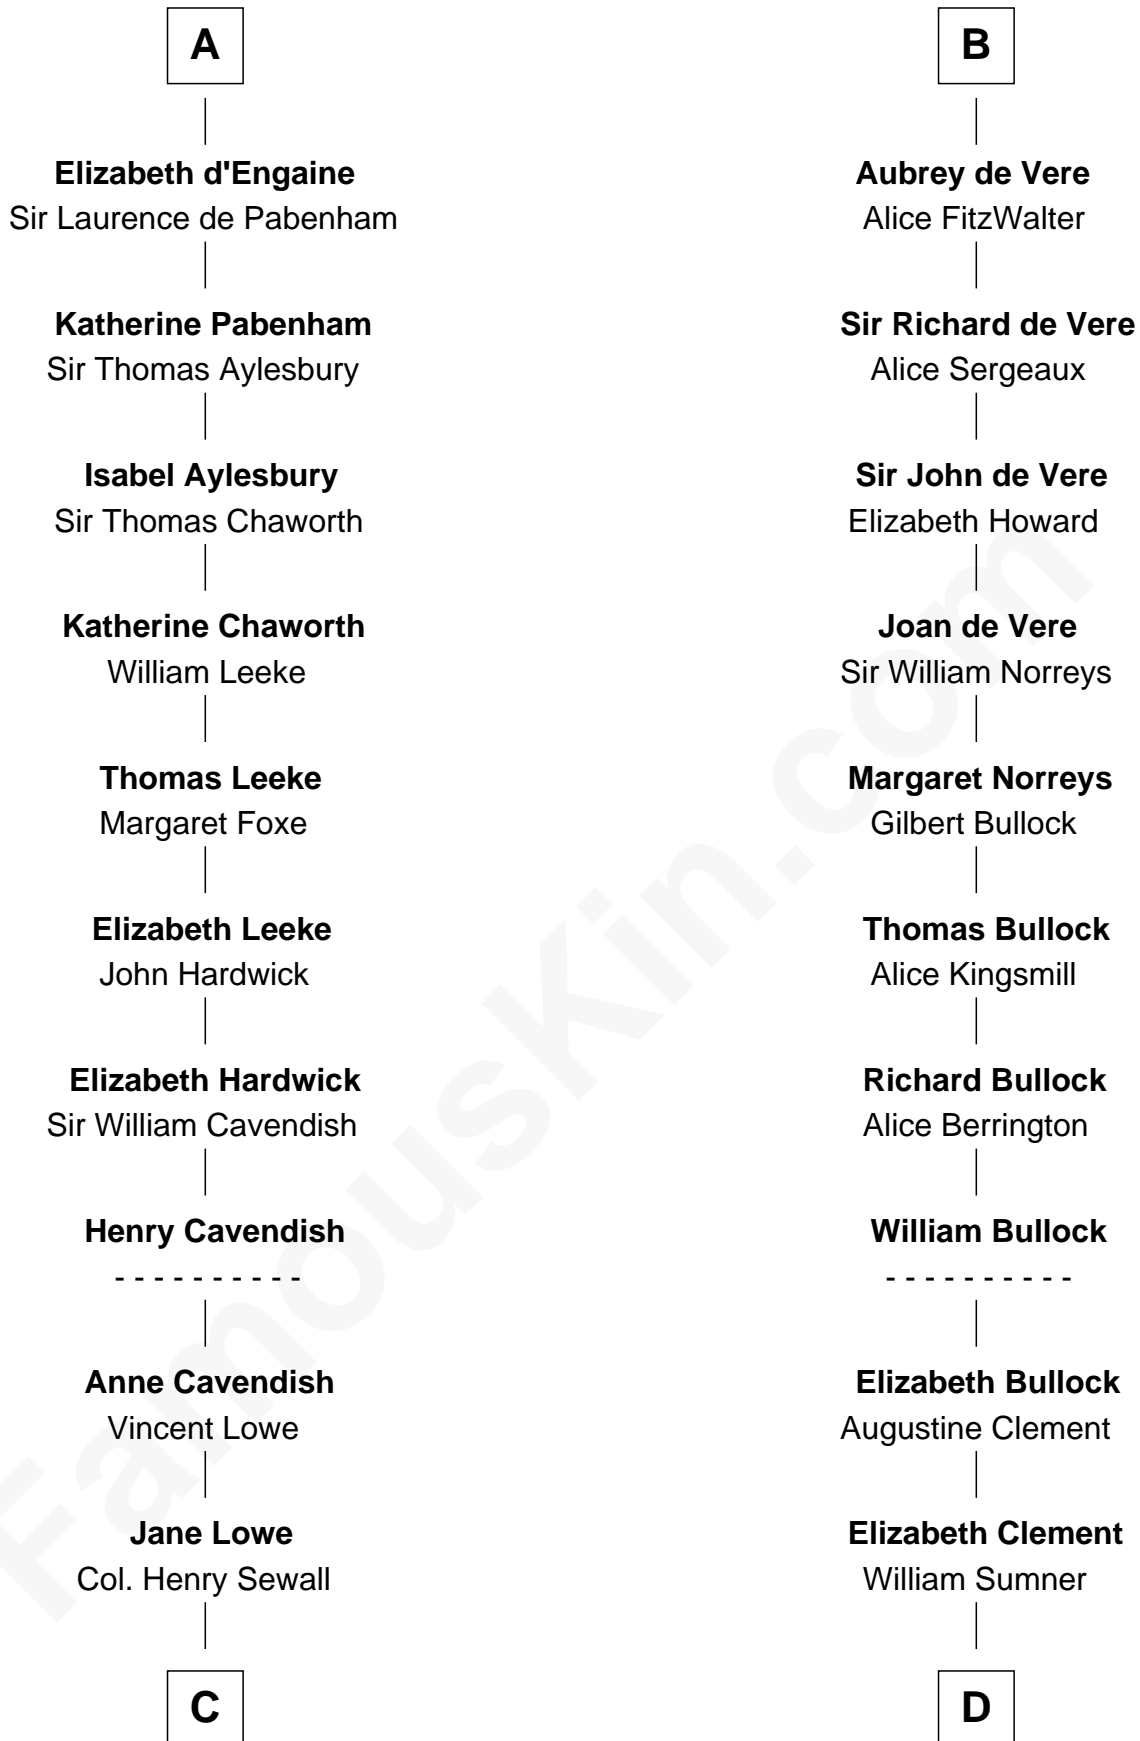 A
Elizabeth d'Engaine
Sir Laurence de Pabenham
Katherine Pabenham
Sir Thomas Aylesbury
Isabel Aylesbury
Sir Thomas Chaworth
Katherine Chaworth
William Leeke
Thomas Leeke
Margaret Foxe
Elizabeth Leeke
John Hardwick
Elizabeth Hardwick
Sir William Cavendish
Henry Cavendish
- - - - - - - - - -
Anne Cavendish
Vincent Lowe
Jane Lowe
Col. Henry Sewall
C
B
Aubrey de Vere
Alice FitzWalter
Sir Richard de Vere
Alice Sergeaux
Sir John de Vere
Elizabeth Howard
Joan de Vere
Sir William Norreys
Margaret Norreys
Gilbert Bullock
Thomas Bullock
Alice Kingsmill
Richard Bullock
Alice Berrington
William Bullock
- - - - - - - - - -
Elizabeth Bullock
Augustine Clement
Elizabeth Clement
William Sumner
D
FamousKin.com